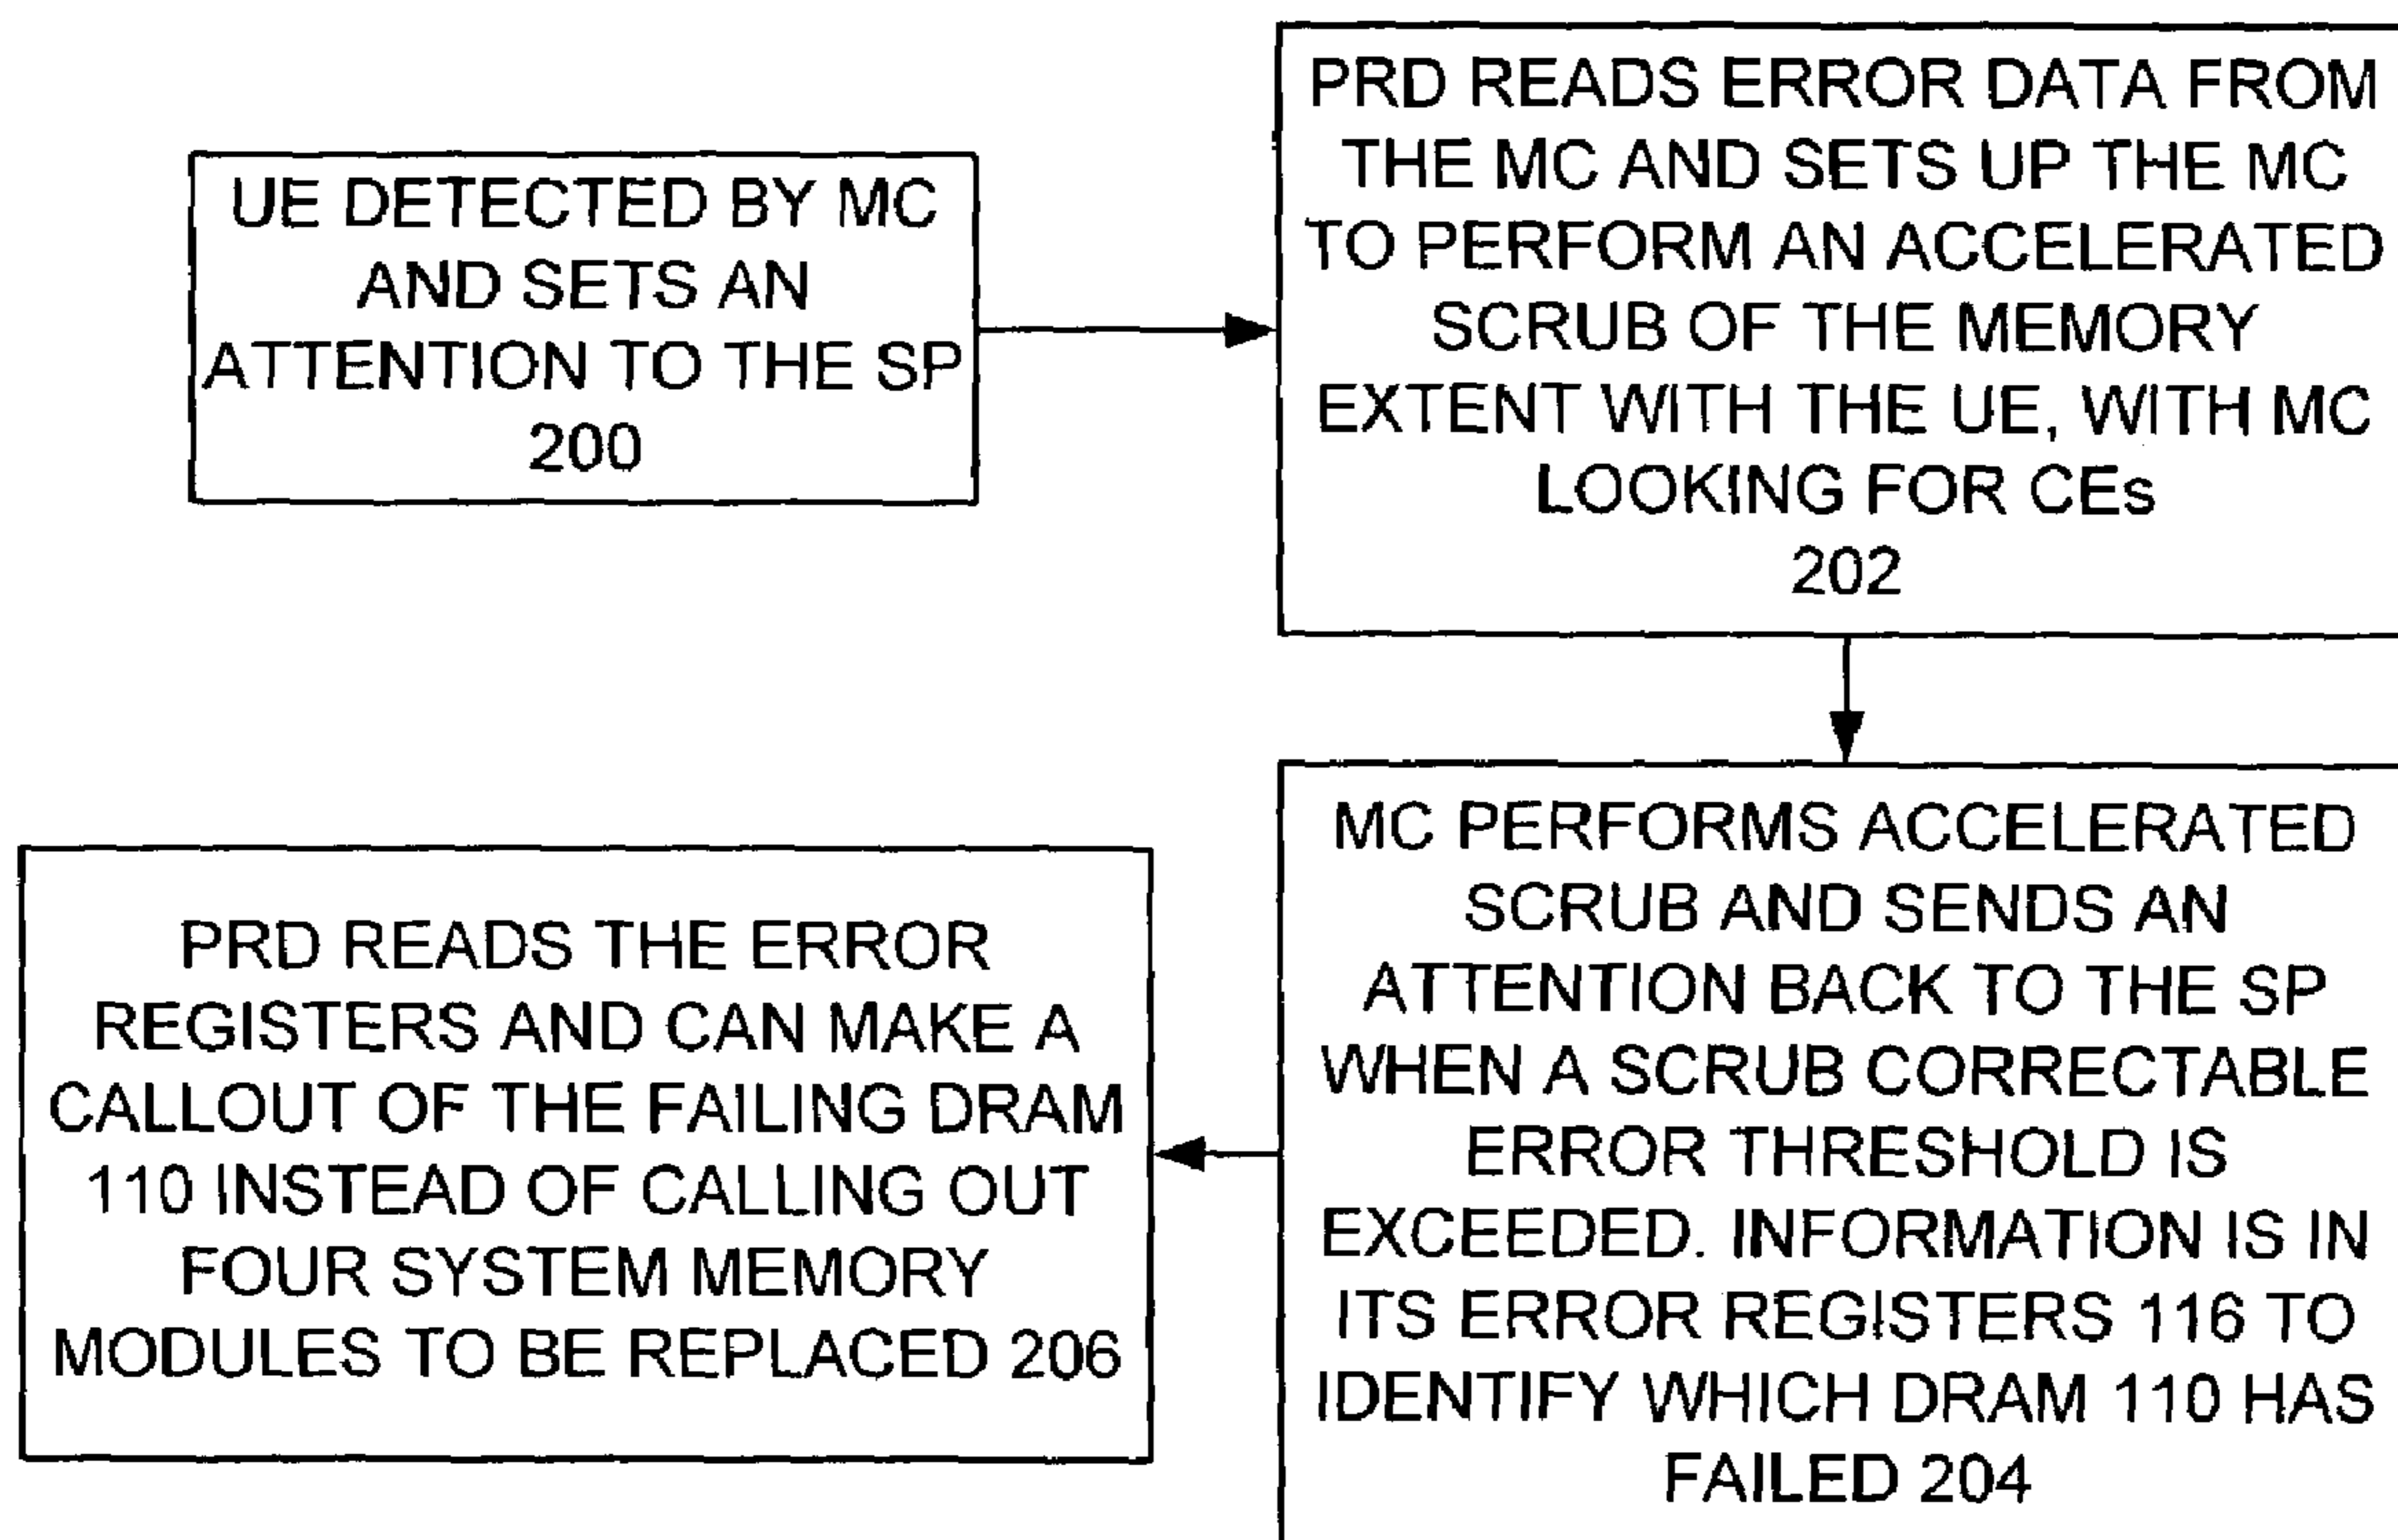 UE DETECTED BY MC
AND SETS AN
ATTENTION TO THE SP
200
PRD READS ERROR DATA FROM
THE MC AND SETS UP THE MC
TO PERFORM AN ACCELERATED
SCRUB OF THE MEMORY
EXTENT WITH THE UE, WITH MC
LOOKING FOR CEs
202
MC PERFORMS ACCELERATED
SCRUB AND SENDS AN
ATTENTION BACK TO THE SP
WHEN A SCRUB CORRECTABLE
ERROR THRESHOLD IS
EXCEEDED. INFORMATION IS IN
ITS ERROR REGISTERS 116 TO
IDENTIFY WHICH DRAM 110 HAS
FAILED 204
PRD READS THE ERROR
REGISTERS AND CAN MAKE A
CALLOUT OF THE FAILING DRAM
110 INSTEAD OF CALLING OUT
FOUR SYSTEM MEMORY
MODULES TO BE REPLACED 206